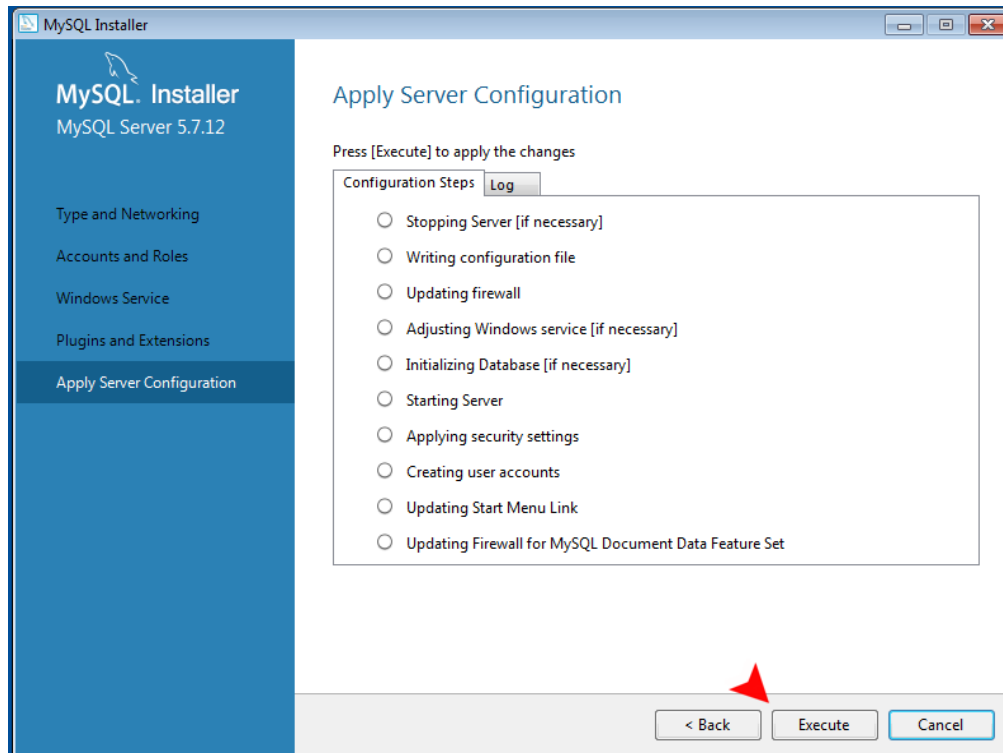 MySQL Installer
MySQL. Installer
MySQL Server 5.7.12
Type and Networking
Accounts and Roles
Windows Service
Plugins and Extensions
Apply Server Configuration
Apply Server Configuration
Press [Execute] to apply the changes
Configuration Steps Log
Stopping Server [if necessary]
Writing configuration file
Updating firewall
Adjusting Windows service [if necessary]
Initializing Database [if necessary]
Starting Server
Applying security settings
Creating user accounts
Updating Start Menu Link
Updating Firewall for MySQL Document Data Feature Set
< Back Execute Cancel